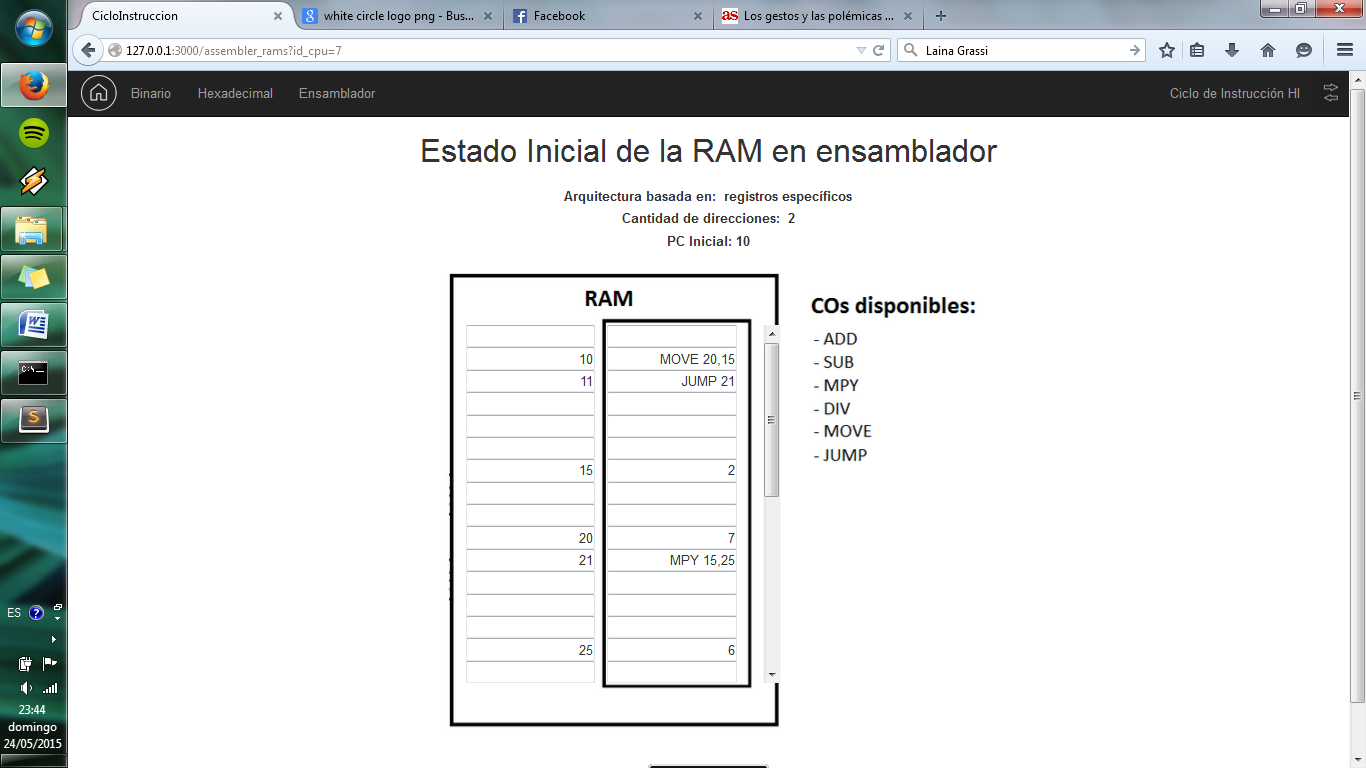 CicloInstruccion
white circle logo png - Bus...
Facebook
Los gestos y las polémicas ...
127.0.0.1:3000/assembler_rams?id_cpu=7
Laina Grassi
Binario Hexadecimal Ensamblador Ciclo de Instrucción HI
Estado Inicial de la RAM en ensamblador
Arquitectura basada en: registros específicos
Cantidad de direcciones: 2
PC Inicial: 10
RAM
10 MOVE 20,15
11 JUMP 21
15 2
20 7
21 MPY 15,25
25 6
COs disponibles:
- ADD
- SUB
- MPY
- DIV
- MOVE
- JUMP
ES
23:44
domingo
24/05/2015